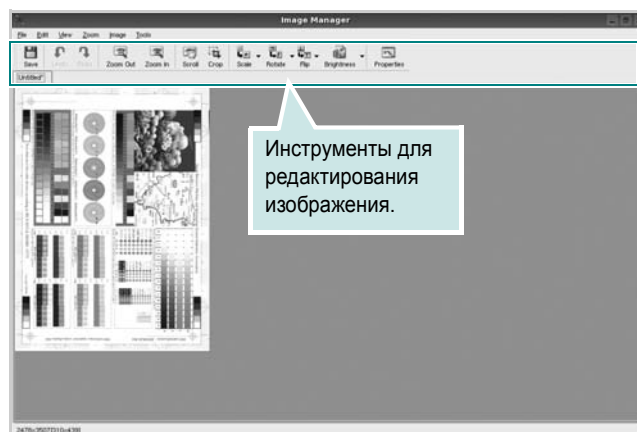 Image Manager
File Edit View Zoom Image Tools
Save Undo Redo Zoom Out Zoom In Scroll Crop Scale Rotate Flip Brightness Properties
Untitled*
Инструменты для
редактирования
изображения.